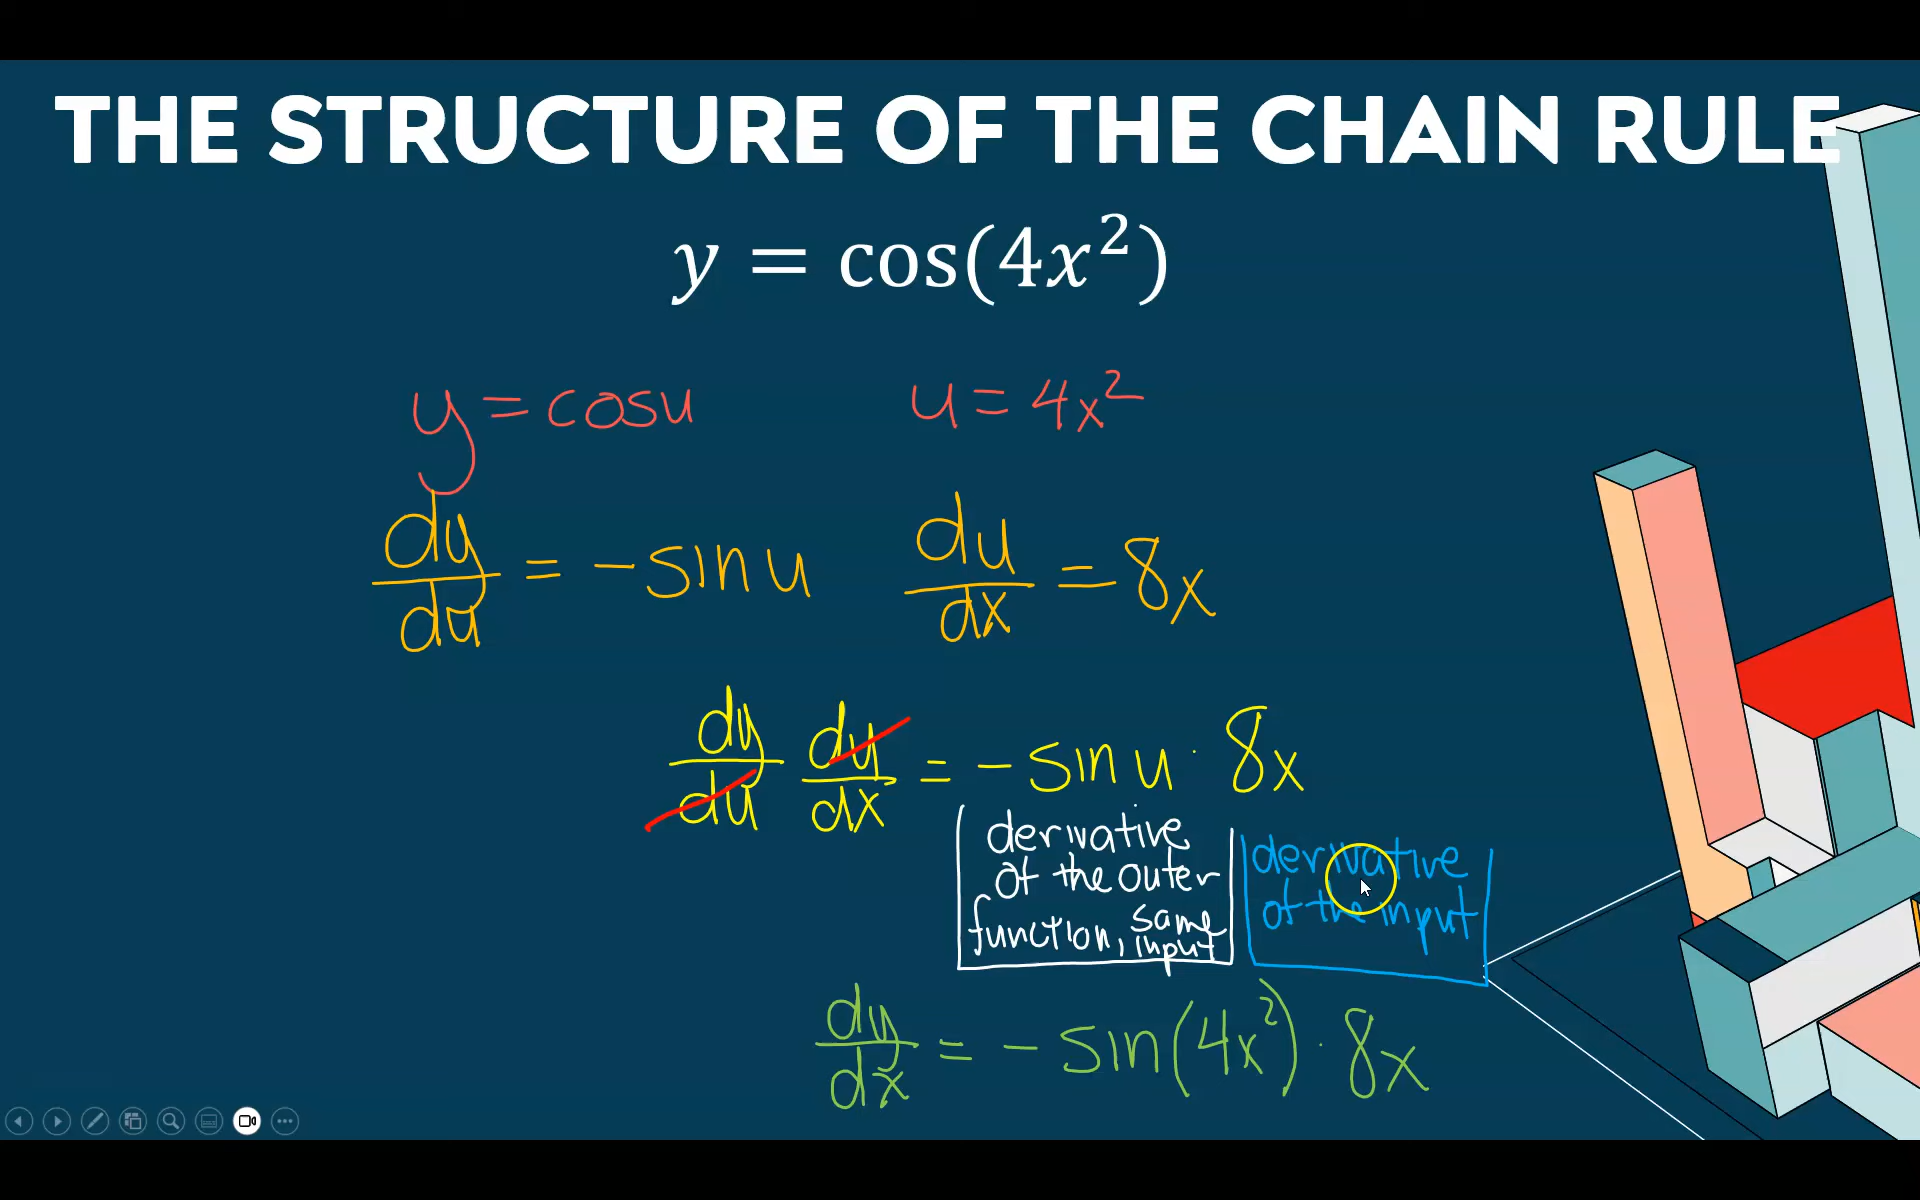 THE STRUCTURE OF THE CHAIN RULE
y = cos(4x²)
y = cosu u = 4x²
dy/du = -sin u du/dx = 8x
dy/du du/dx = -sin u · 8x
derivative
of the outer
function, same input
derivative
of the input
dy/dx = -sin(4x²) · 8x